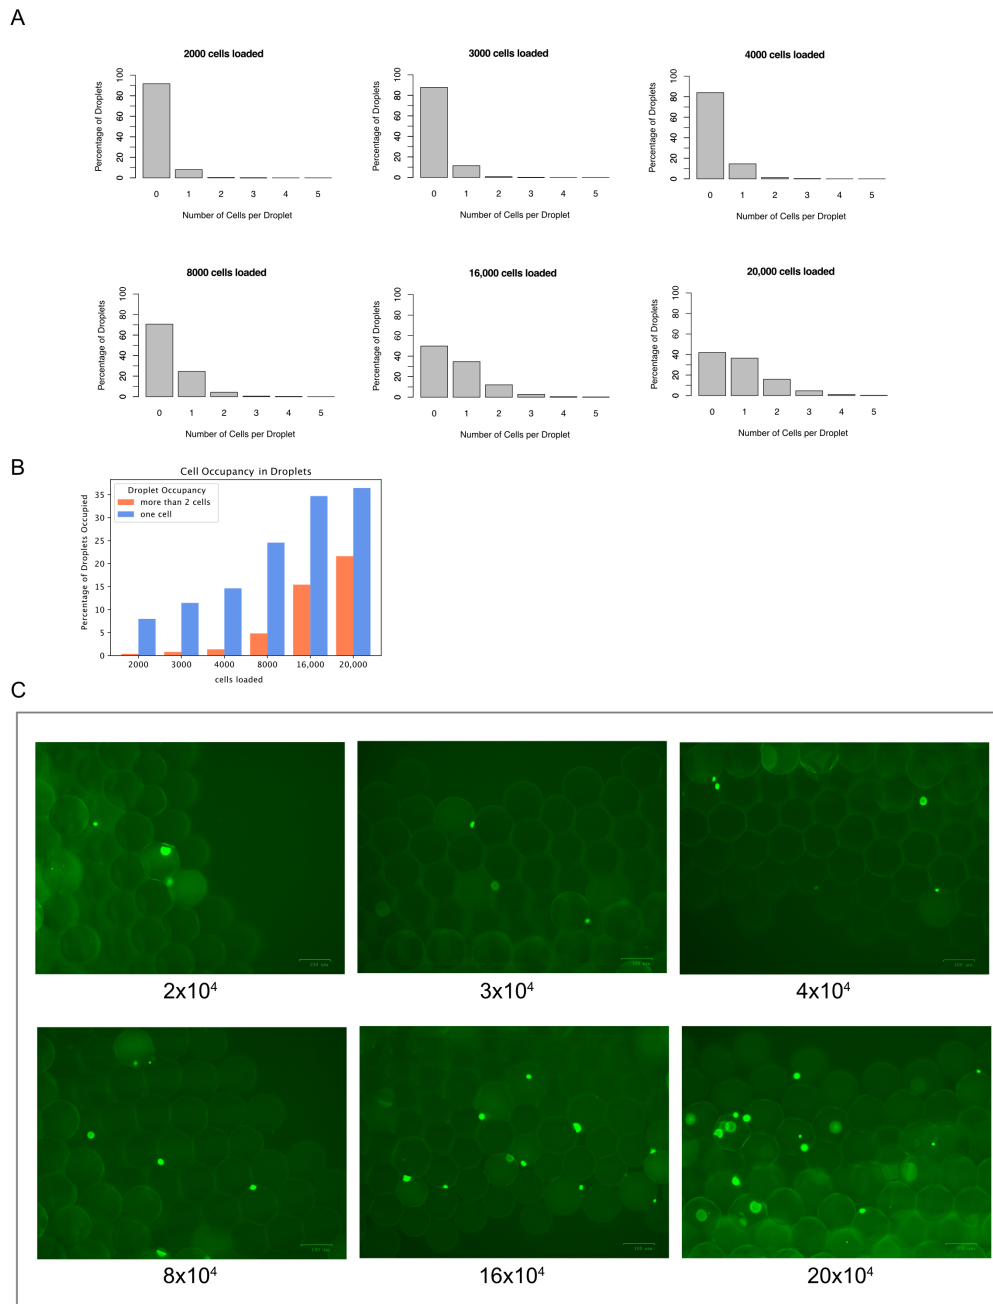 A
2000 cells loaded
3000 cells loaded
4000 cells loaded
Percentage of Droplets
0 20 40 60 80 100
0 1 2 3 4 5
Number of Cells per Droplet
Percentage of Droplets
0 20 40 60 80 100
0 1 2 3 4 5
Number of Cells per Droplet
Percentage of Droplets
0 20 40 60 80 100
0 1 2 3 4 5
Number of Cells per Droplet
8000 cells loaded
16,000 cells loaded
20,000 cells loaded
Percentage of Droplets
0 20 40 60 80 100
0 1 2 3 4 5
Number of Cells per Droplet
Percentage of Droplets
0 20 40 60 80 100
0 1 2 3 4 5
Number of Cells per Droplet
Percentage of Droplets
0 20 40 60 80 100
0 1 2 3 4 5
Number of Cells per Droplet
B
Cell Occupancy in Droplets
Droplet Occupancy
more than 2 cells
one cell
Percentage of Droplets Occupied
35
30
25
20
15
10
5
0
2000 3000 4000 8000 16,000 20,000
cells loaded
C
2x10⁴
3x10⁴
4x10⁴
8x10⁴
16x10⁴
20x10⁴